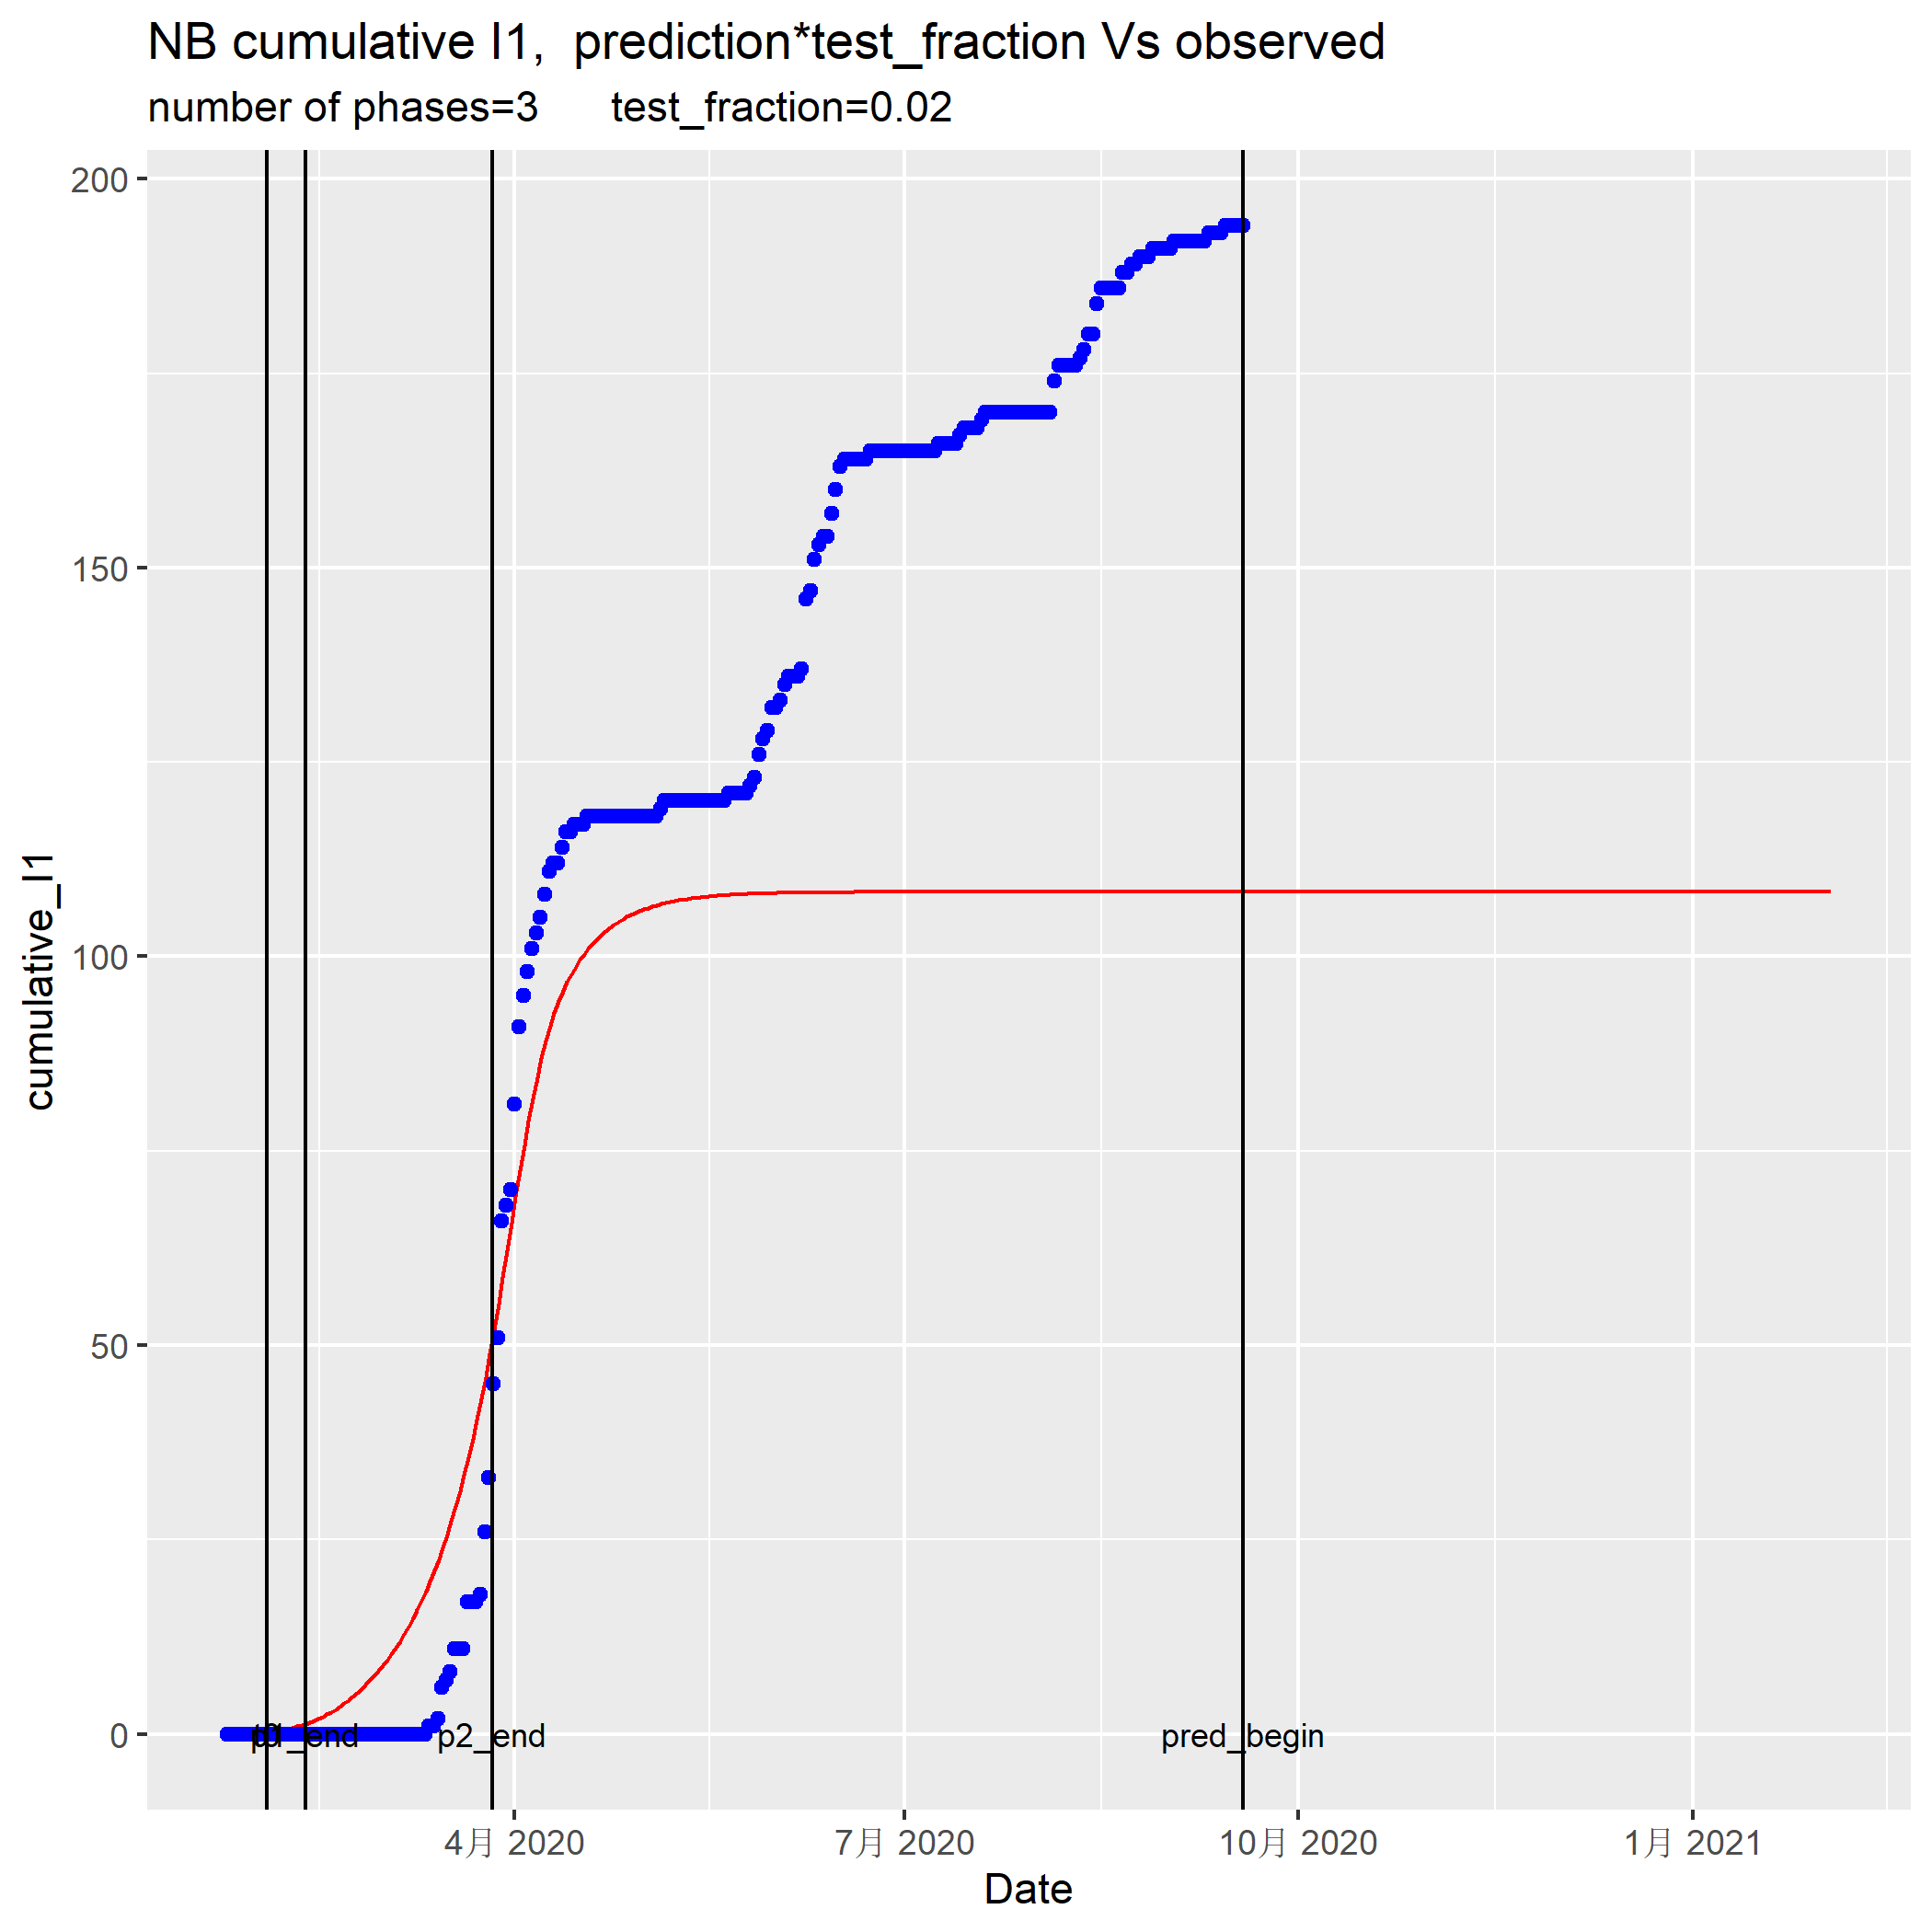 NB cumulative I1,  prediction*test_fraction Vs observed
number of phases=3      test_fraction=0.02
200
150
100
50
0
cumulative_I1
p1_end
p2_end
pred_begin
4月 2020
7月 2020
10月 2020
1月 2021
Date